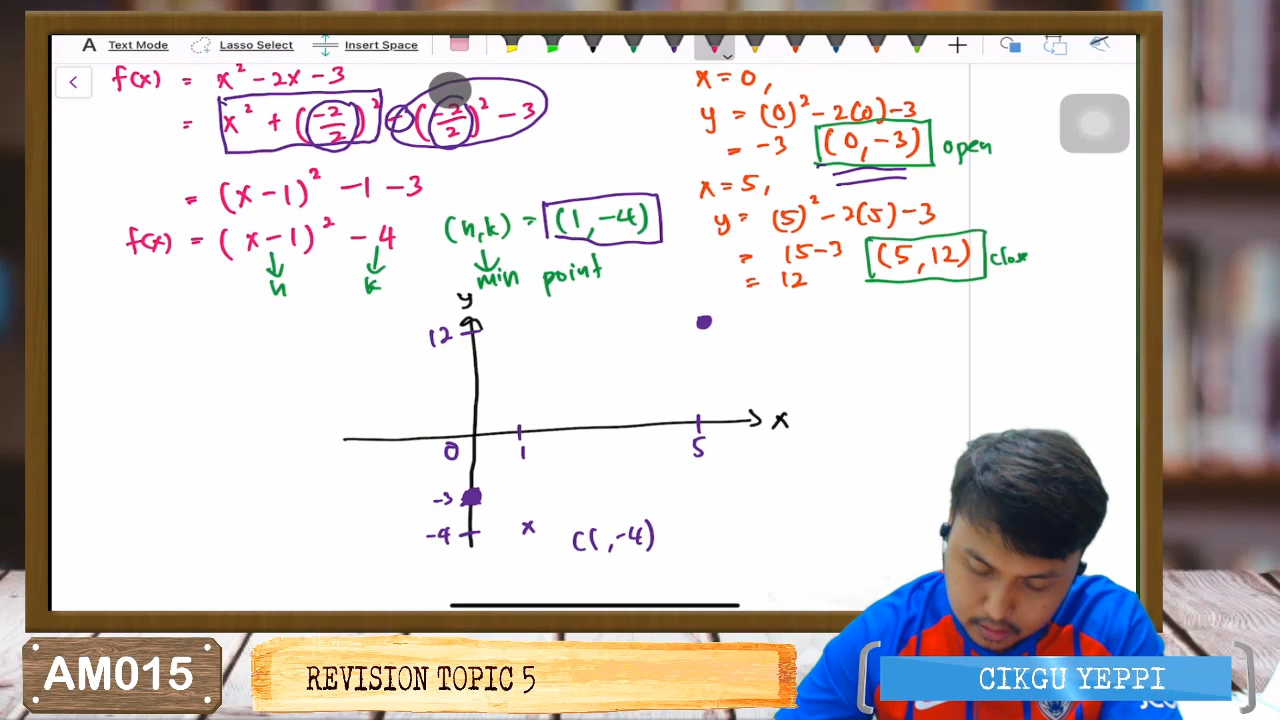 A Text Mode Lasso Select Insert Space
f(x) = x² - 2x - 3
= x² + (-2/2)² - (-2/2)² - 3
= (x - 1)² - 1 - 3
f(x) = (x - 1)² - 4
h k
(h,k) = (1, -4)
min point
x = 0,
y = (0)² - 2(0) - 3
= -3 (0, -3) open
x = 5,
y = (5)² - 2(5) - 3
= 15 - 3 (5, 12) close
= 12
y
12
x
0 1 5
-3
-4 x (1, -4)
AM015
REVISION TOPIC 5
CIKGU YEPPI